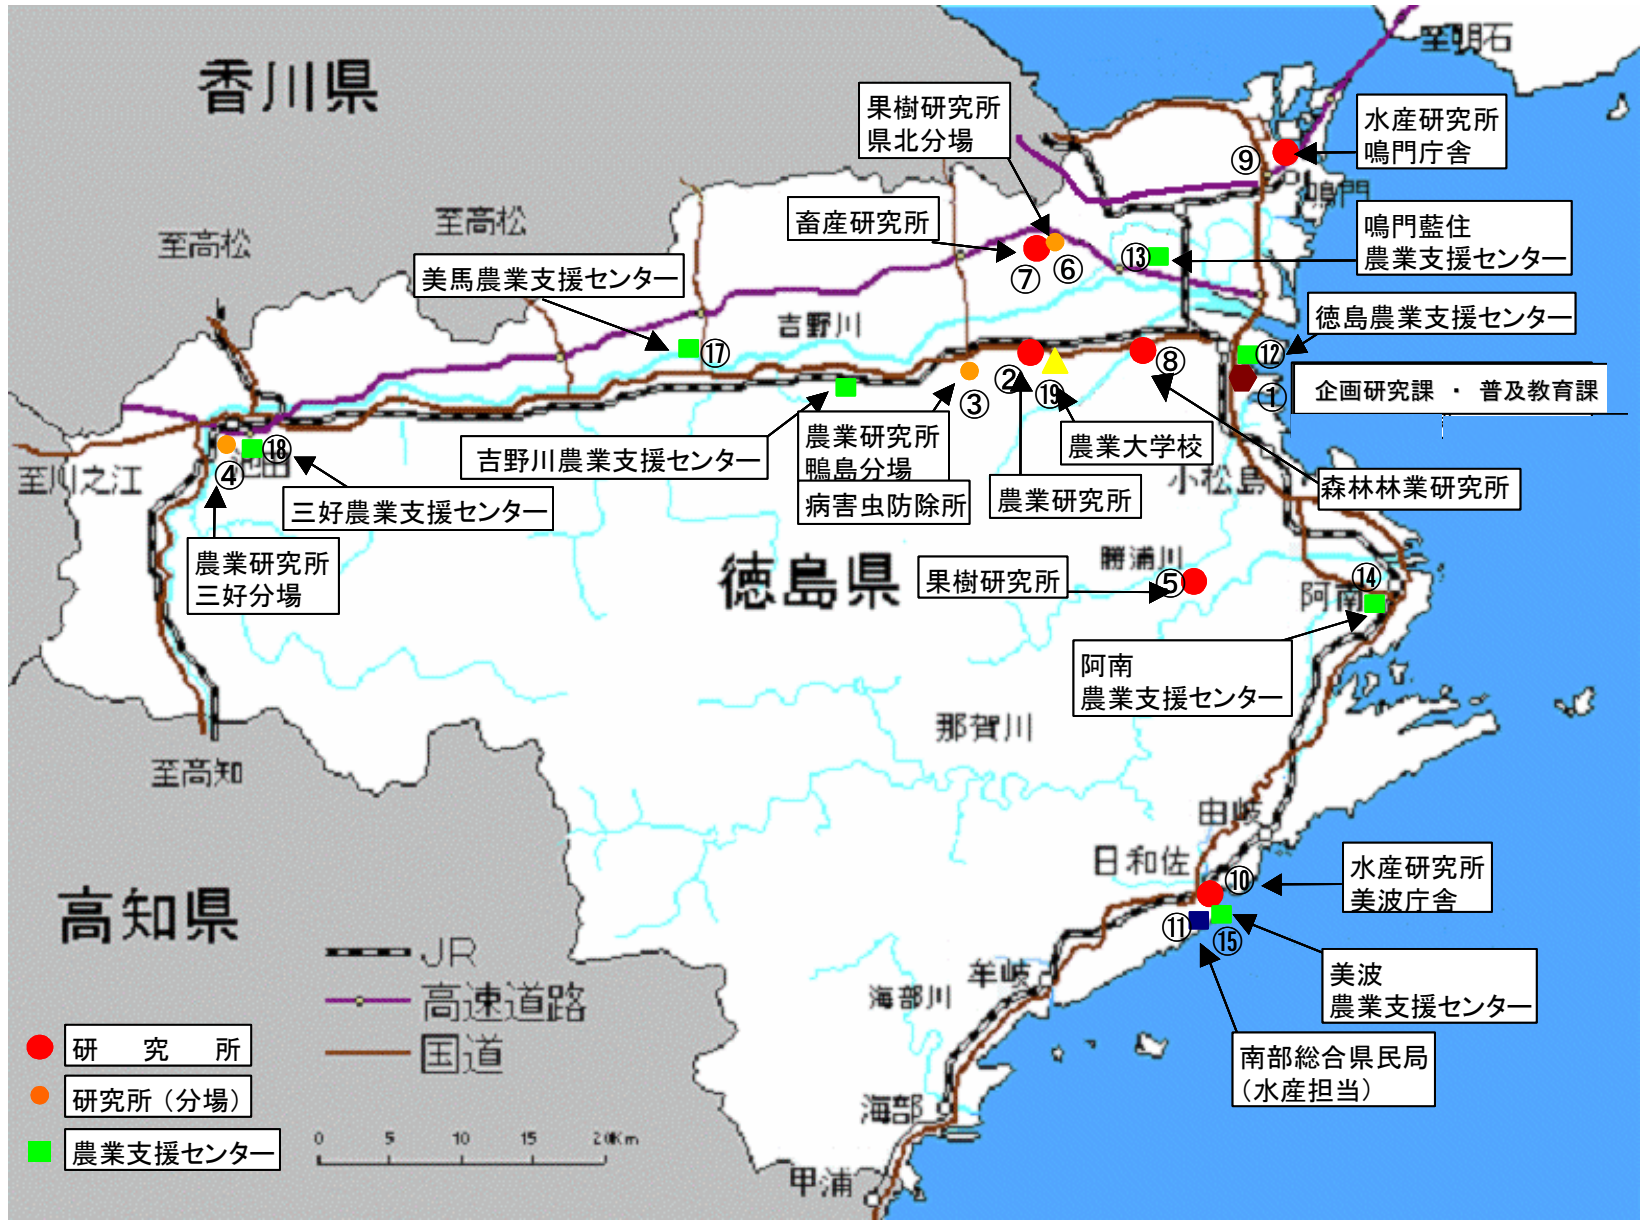 香川県
至明石
果樹研究所
県北分場
水産研究所
鳴門庁舎
⑨
鳴門
至高松
至高松
畜産研究所
鳴門藍住
農業支援センター
⑦
⑥
⑬
美馬農業支援センター
吉野川
徳島農業支援センター
⑰
②
⑧
⑫
③
⑲
①
企画研究課 ・ 普及教育課
農業研究所
鴨島分場
病害虫防除所
農業大学校
吉野川農業支援センター
農業研究所
小松島
森林林業研究所
④
池田
⑱
至川之江
三好農業支援センター
農業研究所
三好分場
徳島県
勝浦川
果樹研究所
⑤
⑭
阿南
阿南
農業支援センター
那賀川
至高知
由岐
日和佐
⑩
水産研究所
美波庁舎
⑪
⑮
高知県
美波
農業支援センター
牟岐
海部川
南部総合県民局
（水産担当）
海部
甲浦
JR
高速道路
国道
研 究 所
研究所（分場）
農業支援センター
0 5 10 15 20Km